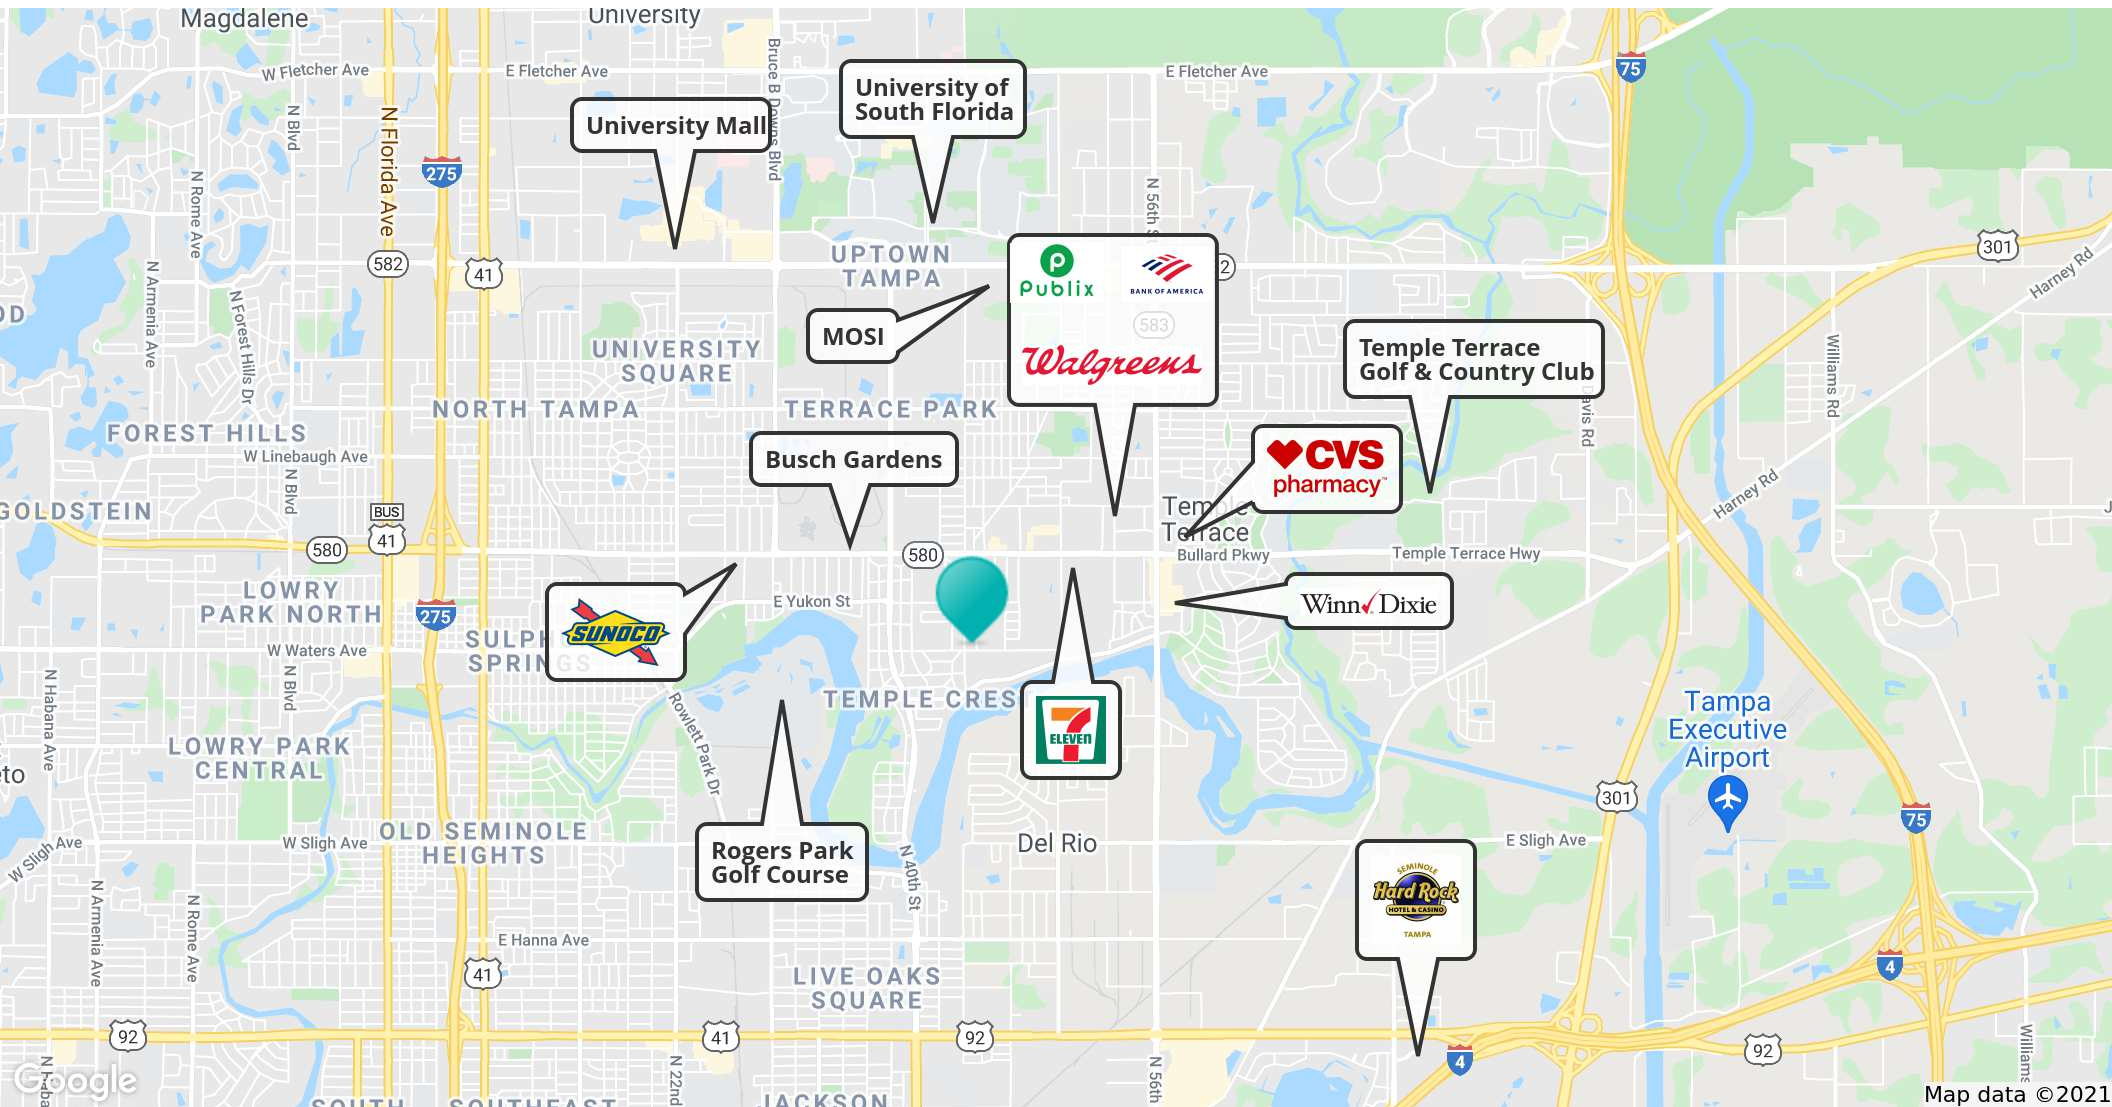 Magdalene
University
W Fletcher Ave
E Fletcher Ave
E Fletcher Ave
75
Bruce B Downs Blvd
University of
South Florida
University Mall
N Blvd
N Florida Ave
275
N Rome Ave
N 56th St
UPTOWN
TAMPA
582
41
301
Harney Rd
N Armenia Ave
N Forest Hills Dr
Publix
BANK OF AMERICA
2
583
Walgreens
MOSI
UNIVERSITY
SQUARE
Temple Terrace
Golf & Country Club
Williams Rd
Davis Rd
NORTH TAMPA
TERRACE PARK
FOREST HILLS
W Linebaugh Ave
N Blvd
Busch Gardens
CVS
pharmacy
Harney Rd
GOLDSTEIN
BUS
41
580
580
Temple
Terrace
Bullard Pkwy
Temple Terrace Hwy
LOWRY
PARK NORTH
275
E Yukon St
SUNOCO
Winn Dixie
SULPH
SPRINGS
W Waters Ave
N Blvd
N Habana Ave
Rowlett Park Dr
TEMPLE CRES
7
ELEVEN
Tampa
Executive
Airport
LOWRY PARK
CENTRAL
eto
301
75
OLD SEMINOLE
HEIGHTS
W Sligh Ave
W Sligh Ave
Rogers Park
Golf Course
N 40th St
Del Rio
E Sligh Ave
SEMINOLE
Hard Rock
HOTEL & CASINO
TAMPA
N Armenia Ave
N Rome Ave
E Hanna Ave
41
LIVE OAKS
SQUARE
4
92
41
92
4
92
N 22nd
N 56th
Williams
Google
SOUTH
SOUTHEAST
JACKSON
Map data ©2021